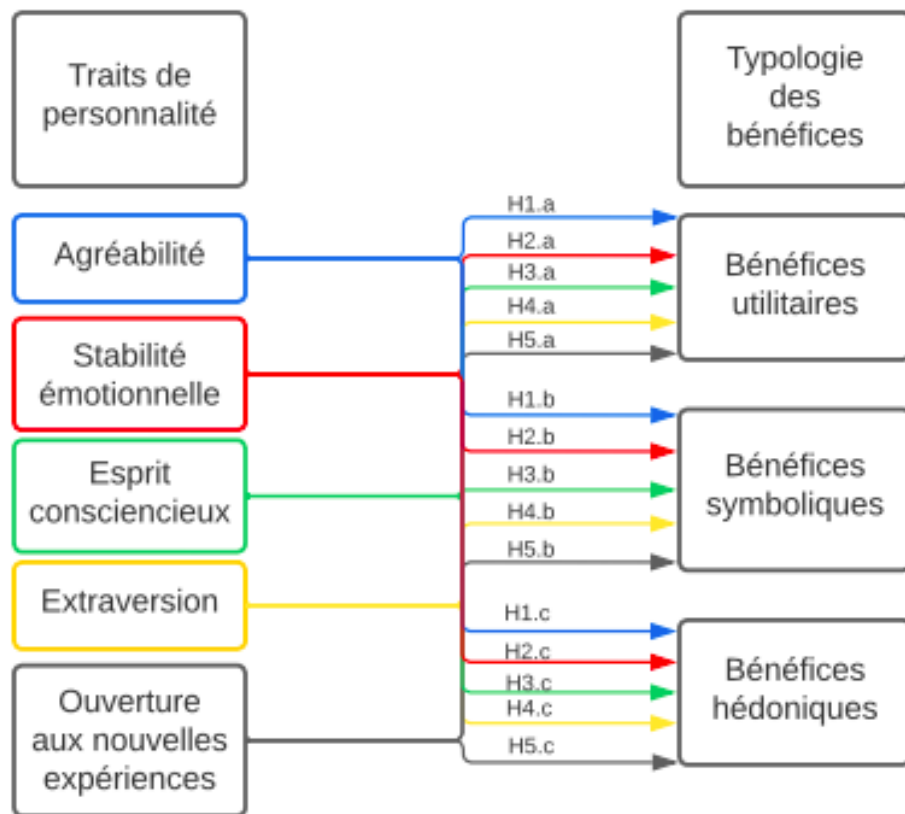 Traits de
personnalité
Typologie
des
bénéfices
Agréabilité
Stabilité
émotionnelle
Esprit
consciencieux
Extraversion
Ouverture
aux nouvelles
expériences
H1.a
H2.a
H3.a
H4.a
H5.a
Bénéfices
utilitaires
H1.b
H2.b
H3.b
H4.b
H5.b
Bénéfices
symboliques
H1.c
H2.c
H3.c
H4.c
H5.c
Bénéfices
hédoniques